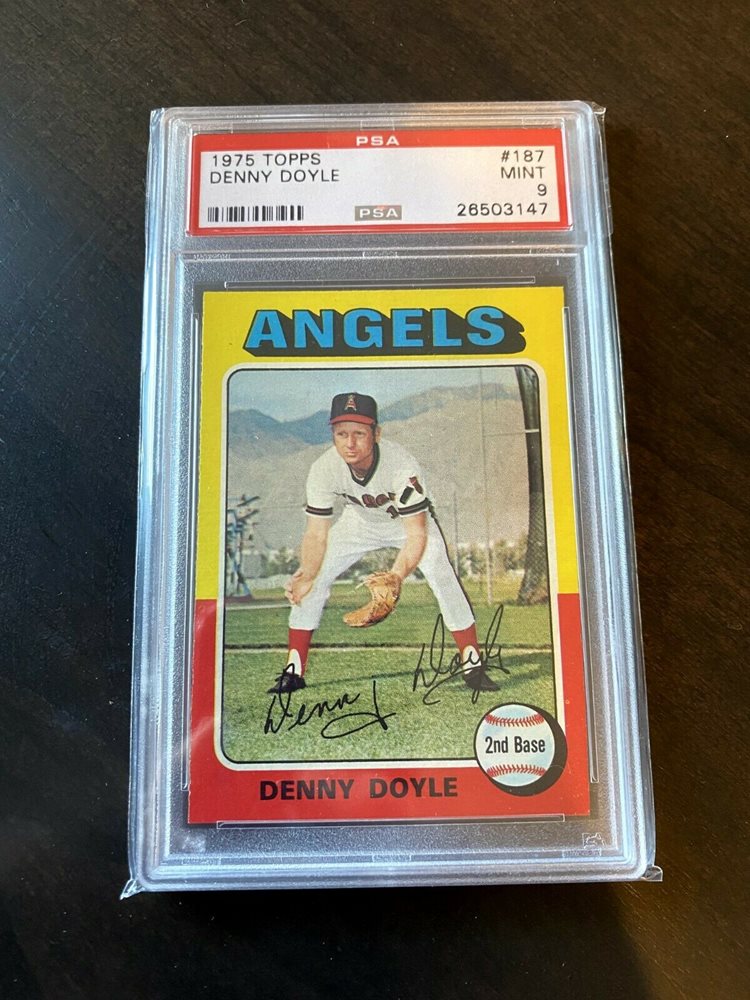 PSA
1975 TOPPS #187
DENNY DOYLE MINT
9
PSA 26503147
ANGELS
A
Denny Doyle
2nd Base
DENNY DOYLE